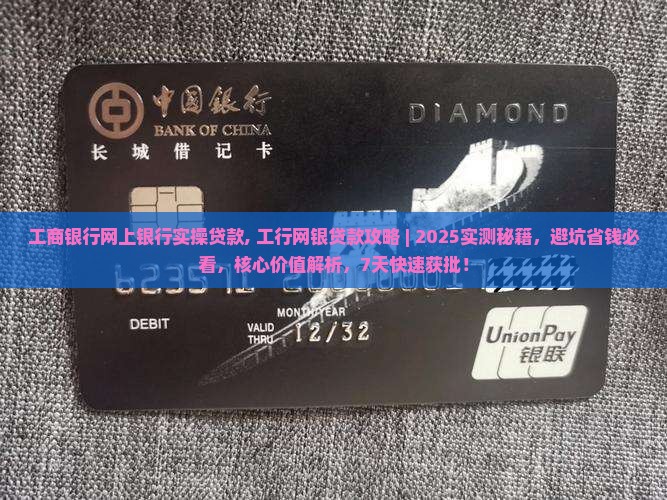 中国银行
BANK OF CHINA
长城借记卡
DIAMOND
工商银行网上银行实操贷款, 工行网银贷款攻略 | 2025实测秘籍，避坑省钱必
看，核心价值解析，7天快速获批！
DEBIT
MONTH/YEAR
VALID
THRU
12/32
UnionPay
银联